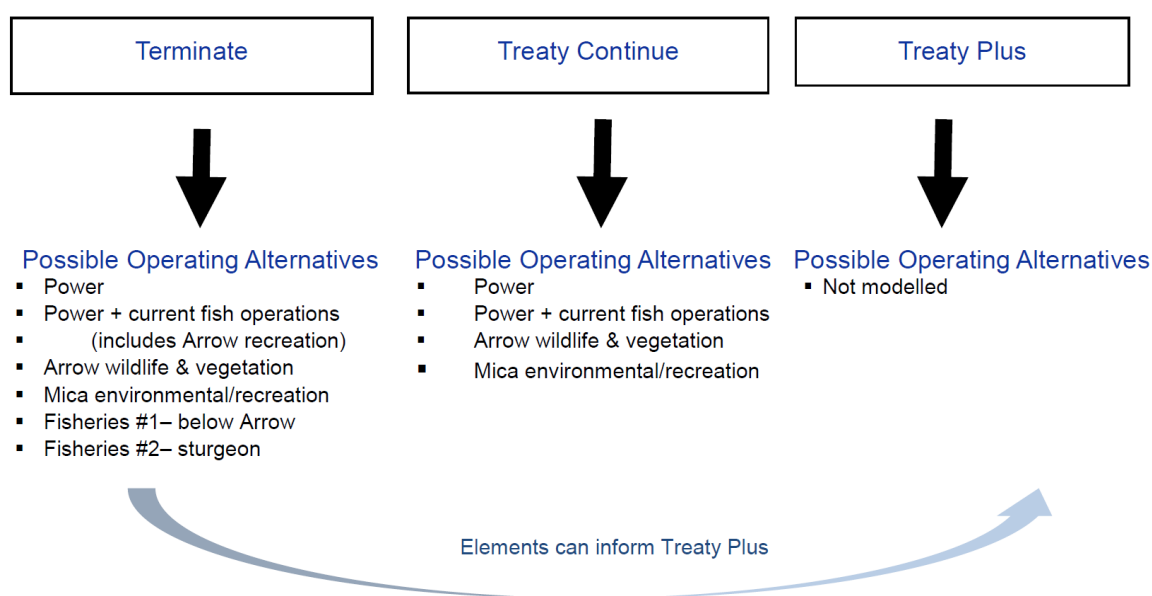 Terminate
Treaty Continue
Treaty Plus
Possible Operating Alternatives
▪ Power
▪ Power + current fish operations
▪ (includes Arrow recreation)
▪ Arrow wildlife & vegetation
▪ Mica environmental/recreation
▪ Fisheries #1– below Arrow
▪ Fisheries #2– sturgeon
Possible Operating Alternatives
▪ Power
▪ Power + current fish operations
▪ Arrow wildlife & vegetation
▪ Mica environmental/recreation
Possible Operating Alternatives
▪ Not modelled
Elements can inform Treaty Plus